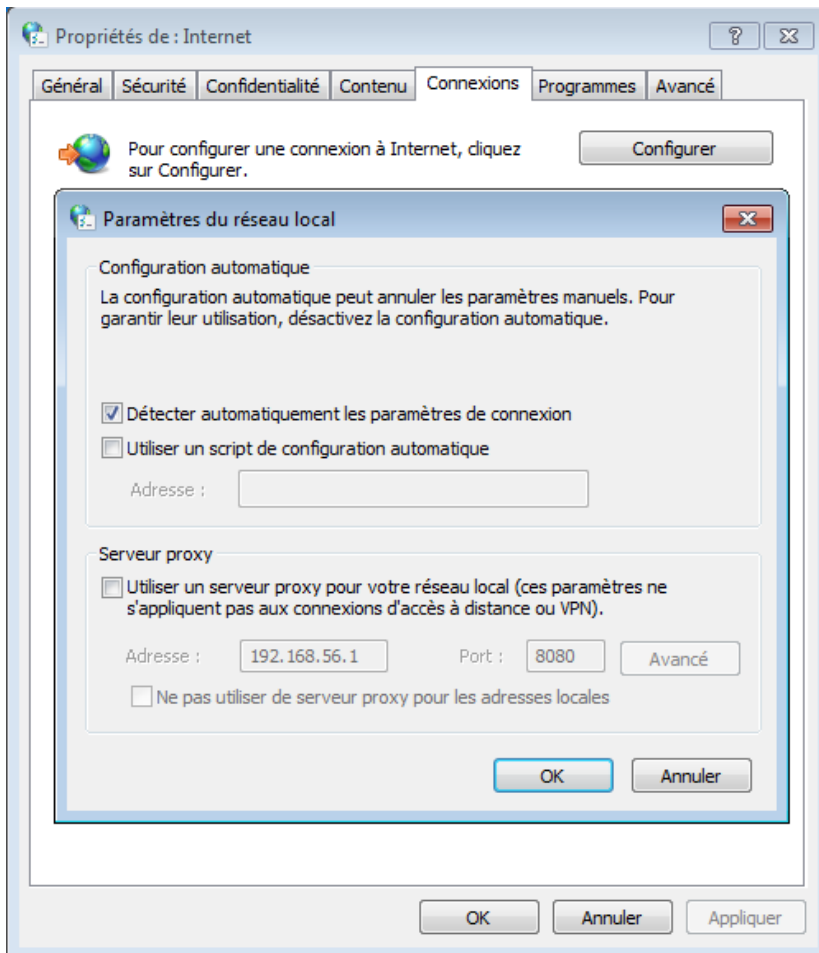 Propriétés de : Internet
Général Sécurité Confidentialité Contenu Connexions Programmes Avancé
Pour configurer une connexion à Internet, cliquez
sur Configurer.
Configurer
Paramètres du réseau local
Configuration automatique
La configuration automatique peut annuler les paramètres manuels. Pour
garantir leur utilisation, désactivez la configuration automatique.
Détecter automatiquement les paramètres de connexion
Utiliser un script de configuration automatique
Adresse :
Serveur proxy
Utiliser un serveur proxy pour votre réseau local (ces paramètres ne
s'appliquent pas aux connexions d'accès à distance ou VPN).
Adresse : 192.168.56.1 Port : 8080 Avancé
Ne pas utiliser de serveur proxy pour les adresses locales
OK Annuler
OK Annuler Appliquer